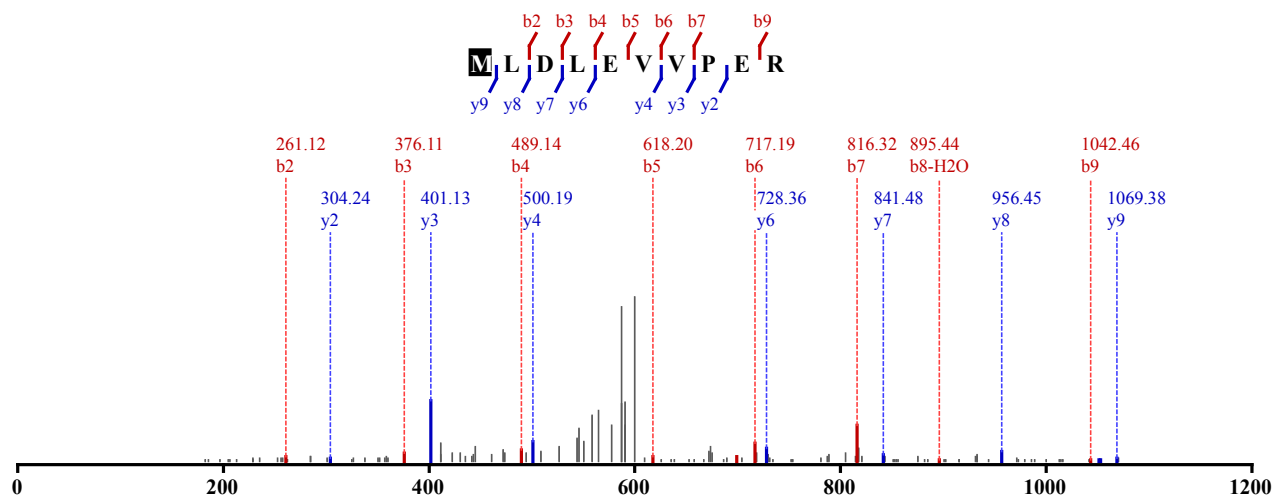 b2 b3 b4 b5 b6 b7 b9
M L D L E V V P E R
y9 y8 y7 y6 y4 y3 y2
261.12 376.11 489.14 618.20 717.19 816.32 895.44 1042.46
b2 b3 b4 b5 b6 b7 b8-H2O b9
304.24 401.13 500.19 728.36 841.48 956.45 1069.38
y2 y3 y4 y6 y7 y8 y9
0 200 400 600 800 1000 1200